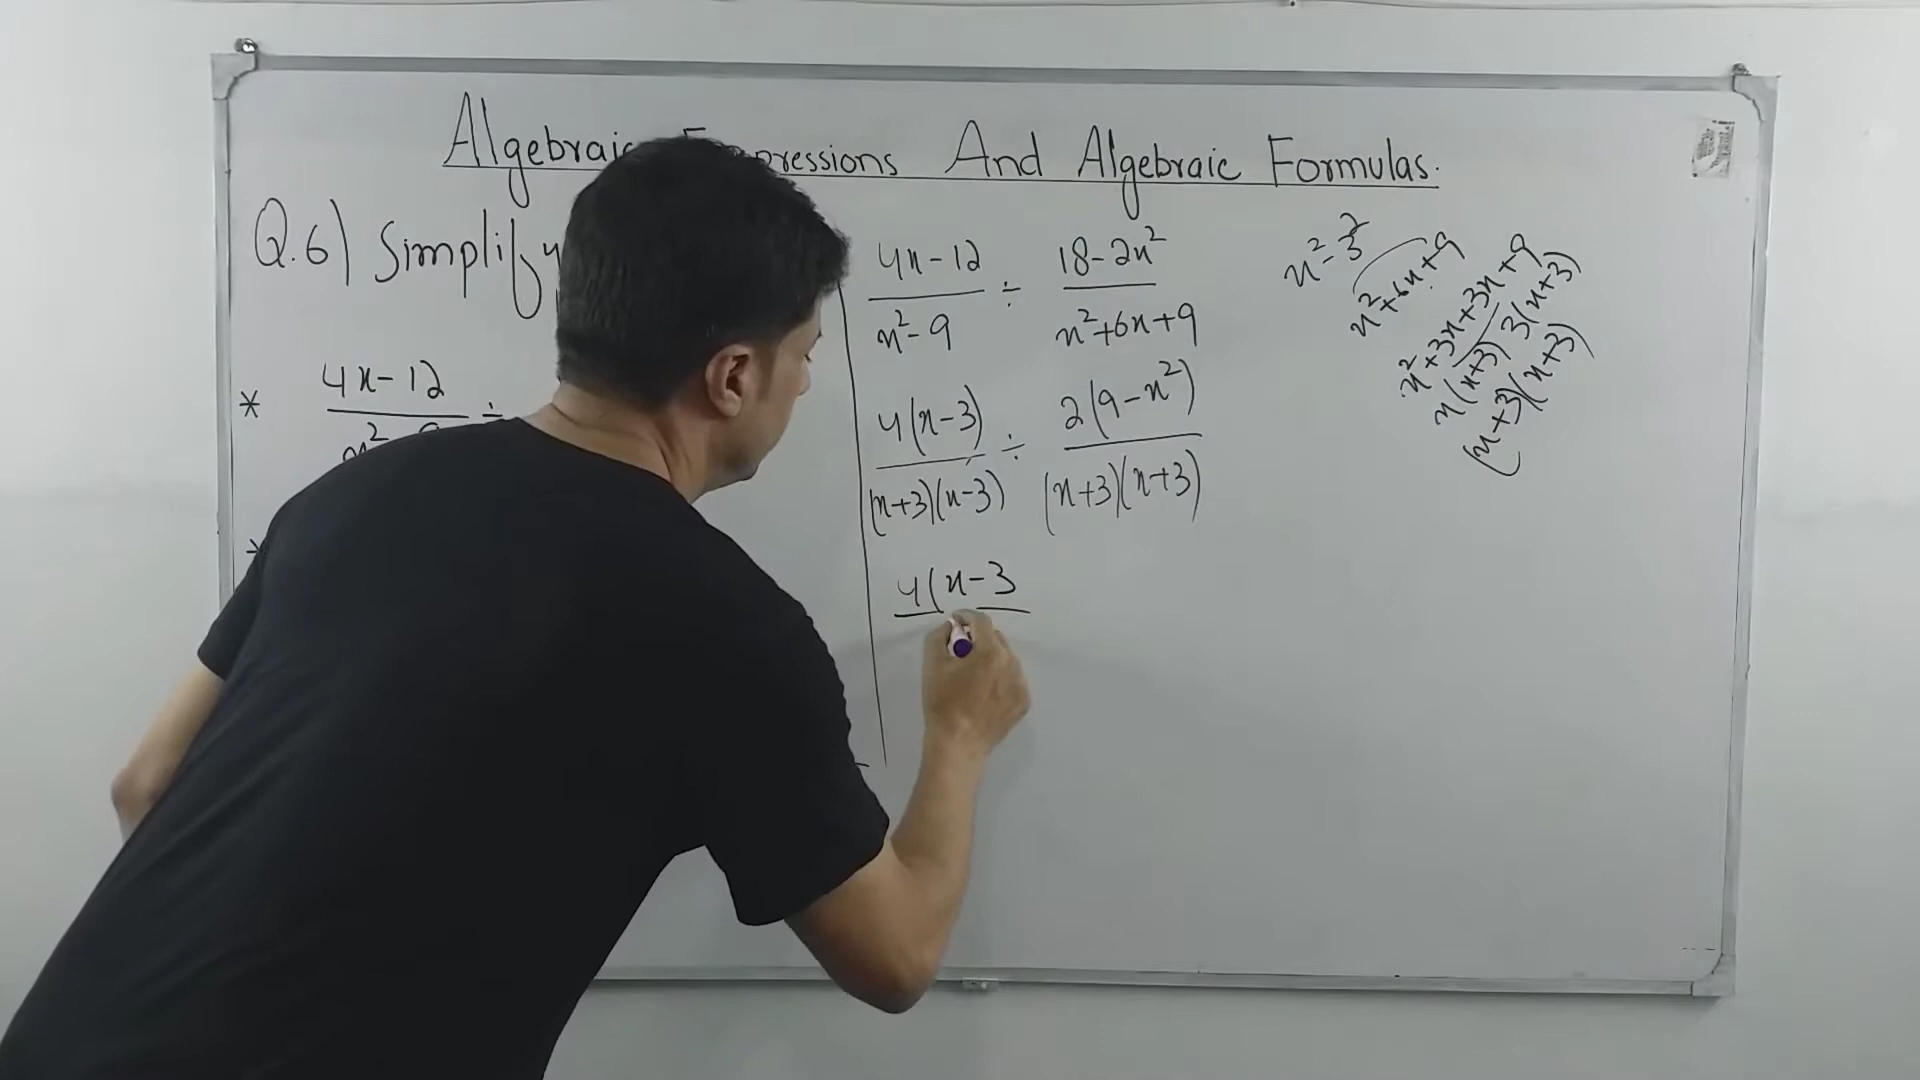 Algebraic Expressions And Algebraic Formulas.
Q.6) Simplify
* 4x-12 ÷
x²-9
*
4x-12 ÷ 18-2x²
x²-9 x²+6x+9
4(x-3) ÷ 2(9-x²)
(x+3)(x-3) (x+3)(x+3)
4(x-3
x²-3²
x²+6x+9
x²+3x+3x+9
x(x+3) 3(x+3)
(x+3)(x+3)